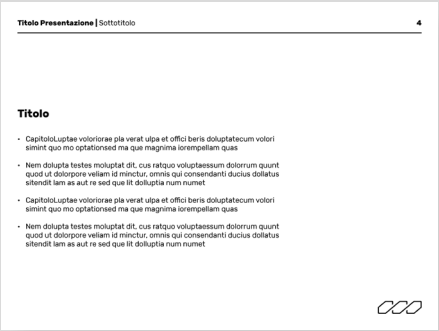 Titolo Presentazione | Sottotitolo
4
Titolo
• CapitoloLuptae voloriorae pla verat ulpa et offici beris doluptatecum volori
simint quo mo optationsed ma que magnima iorepellam quas
• Nem dolupta testes moluptat dit, cus ratquo voluptaessum dolorrum quunt
quod ut dolorpore veliam id minctur, omnis qui consendanti ducius dollatus
sitendit lam as aut re sed que lit dolluptia num numet
• CapitoloLuptae voloriorae pla verat ulpa et offici beris doluptatecum volori
simint quo mo optationsed ma que magnima iorepellam quas
• Nem dolupta testes moluptat dit, cus ratquo voluptaessum dolorrum quunt
quod ut dolorpore veliam id minctur, omnis qui consendanti ducius dollatus
sitendit lam as aut re sed que lit dolluptia num numet